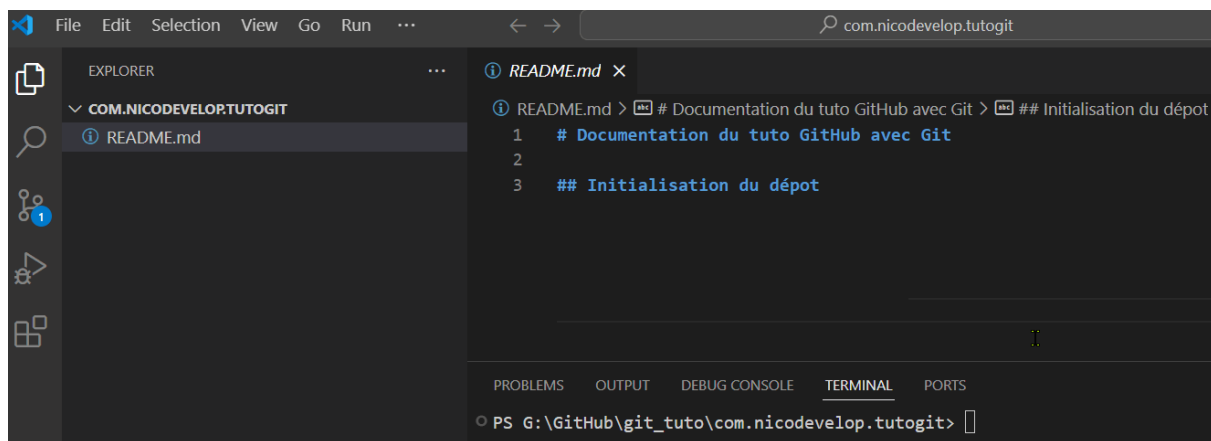 File Edit Selection View Go Run ··· ← → com.nicodevelop.tutogit
EXPLORER ···
README.md ×
COM.NICODEVELOP.TUTOGIT
README.md > # Documentation du tuto GitHub avec Git > ## Initialisation du dépot
README.md
1 # Documentation du tuto GitHub avec Git
2
3 ## Initialisation du dépot
1
PROBLEMS OUTPUT DEBUG CONSOLE TERMINAL PORTS
PS G:\GitHub\git_tuto\com.nicodevelop.tutogit>